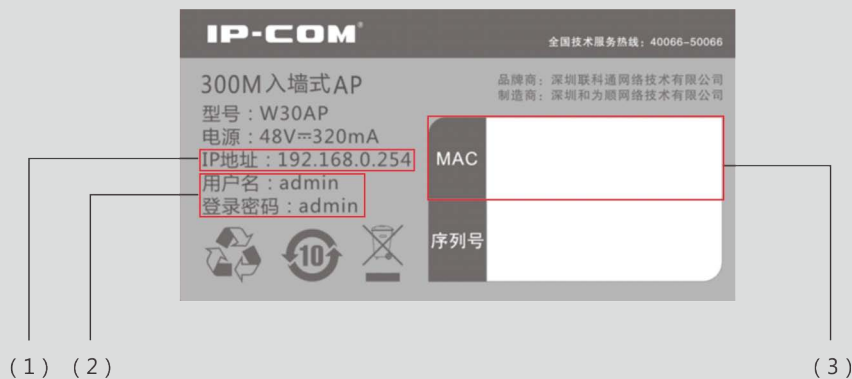 IP-COM®
全国技术服务热线：40066-50066
300M入墙式AP
品牌商：深圳联科通网络技术有限公司
制造商：深圳和为顺网络技术有限公司
型号：W30AP
电源：48V⎓320mA
IP地址：192.168.0.254
用户名：admin
登录密码：admin
MAC
序列号
10
（1）
（2）
（3）